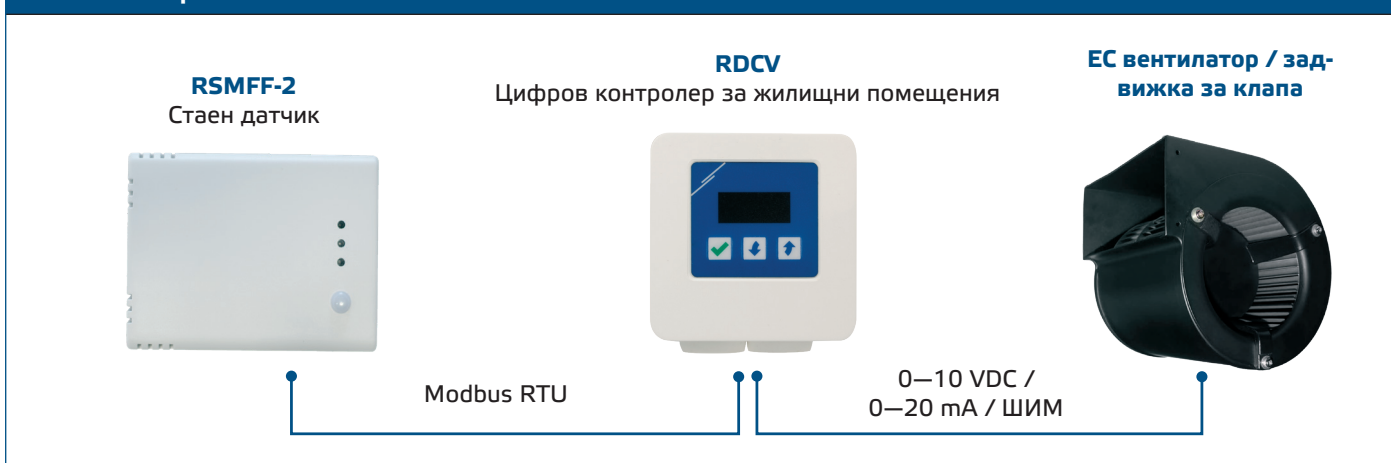 RSMFF-2
Стаен датчик
RDCV
Цифров контролер за жилищни помещения
ЕС вентилатор / зад-
вижка за клапа
Modbus RTU
0—10 VDC /
0—20 mA / ШИМ